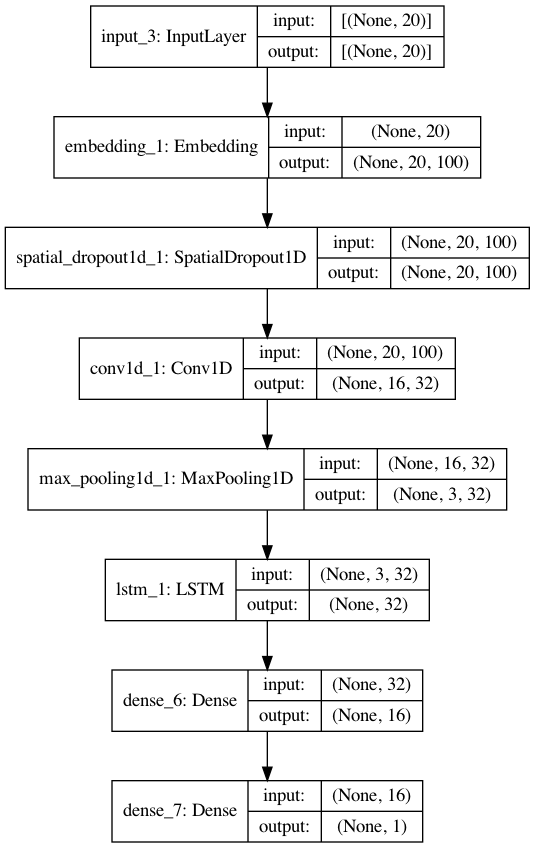 input_3: InputLayer
input: [(None, 20)]
output: [(None, 20)]
embedding_1: Embedding
input: (None, 20)
output: (None, 20, 100)
spatial_dropout1d_1: SpatialDropout1D
input: (None, 20, 100)
output: (None, 20, 100)
conv1d_1: Conv1D
input: (None, 20, 100)
output: (None, 16, 32)
max_pooling1d_1: MaxPooling1D
input: (None, 16, 32)
output: (None, 3, 32)
lstm_1: LSTM
input: (None, 3, 32)
output: (None, 32)
dense_6: Dense
input: (None, 32)
output: (None, 16)
dense_7: Dense
input: (None, 16)
output: (None, 1)